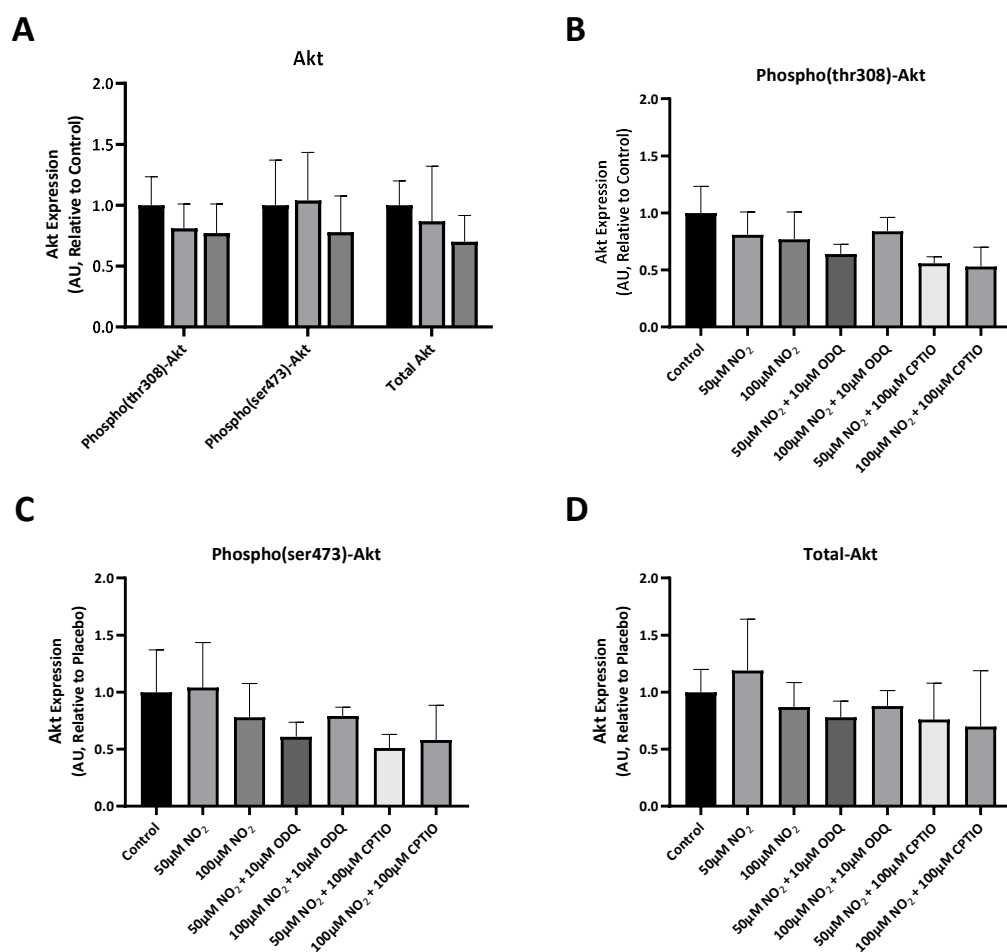 A
Akt
Akt Expression
(AU, Relative to Control)
2.0
1.5
1.0
0.5
0.0
Phospho(thr308)-Akt
Phospho(ser473)-Akt
Total Akt
B
Phospho(thr308)-Akt
Akt Expression
(AU, Relative to Control)
2.0
1.5
1.0
0.5
0.0
Control
50µM NO₂
100µM NO₂
50µM NO₂ + 10µM ODQ
100µM NO₂ + 10µM ODQ
50µM NO₂ + 100µM CPTIO
100µM NO₂ + 100µM CPTIO
C
Phospho(ser473)-Akt
Akt Expression
(AU, Relative to Placebo)
2.0
1.5
1.0
0.5
0.0
Control
50µM NO₂
100µM NO₂
50µM NO₂ + 10µM ODQ
100µM NO₂ + 10µM ODQ
50µM NO₂ + 100µM CPTIO
100µM NO₂ + 100µM CPTIO
D
Total-Akt
Akt Expression
(AU, Relative to Placebo)
2.0
1.5
1.0
0.5
0.0
Control
50µM NO₂
100µM NO₂
50µM NO₂ + 10µM ODQ
100µM NO₂ + 10µM ODQ
50µM NO₂ + 100µM CPTIO
100µM NO₂ + 100µM CPTIO